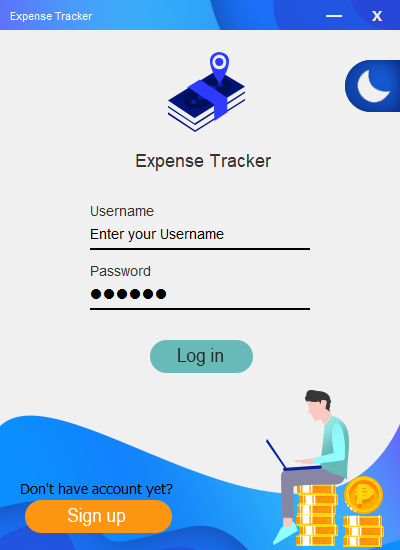 Expense Tracker
Expense Tracker
Username
Enter your Username
Password
●●●●●●
Log in
Don't have account yet?
Sign up